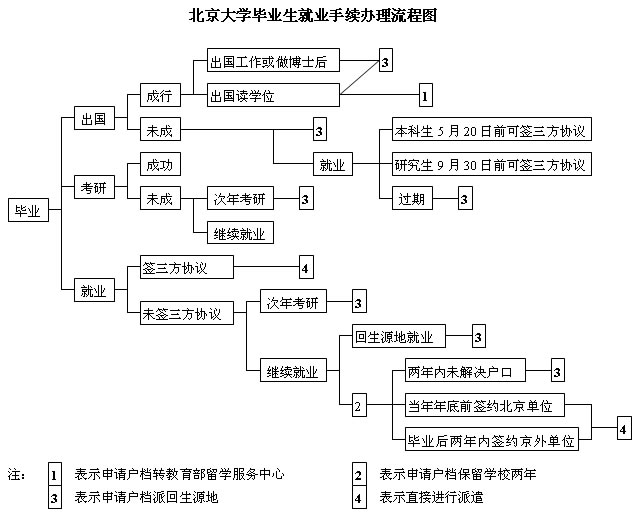 北京大学毕业生就业手续办理流程图
出国工作或做博士后
3
成行
出国读学位
1
出国
未成
3
本科生5月20日前可签三方协议
就业
研究生9月30日前可签三方协议
成功
考研
未成
次年考研
3
过期
3
毕业
继续就业
签三方协议
4
就业
次年考研
3
未签三方协议
回生源地就业
3
继续就业
两年内未解决户口
3
2
当年年底前签约北京单位
4
毕业后两年内签约京外单位
注：
1 表示申请户档转教育部留学服务中心
2 表示申请户档保留学校两年
3 表示申请户档派回生源地
4 表示直接进行派遣